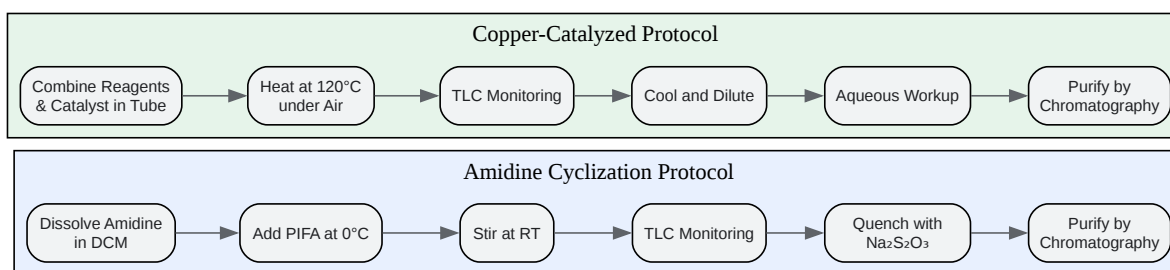 Copper-Catalyzed Protocol
Combine Reagents
& Catalyst in Tube
Heat at 120°C
under Air
TLC Monitoring
Cool and Dilute
Aqueous Workup
Purify by
Chromatography
Amidine Cyclization Protocol
Dissolve Amidine
in DCM
Add PIFA at 0°C
Stir at RT
TLC Monitoring
Quench with
Na₂S₂O₃
Purify by
Chromatography